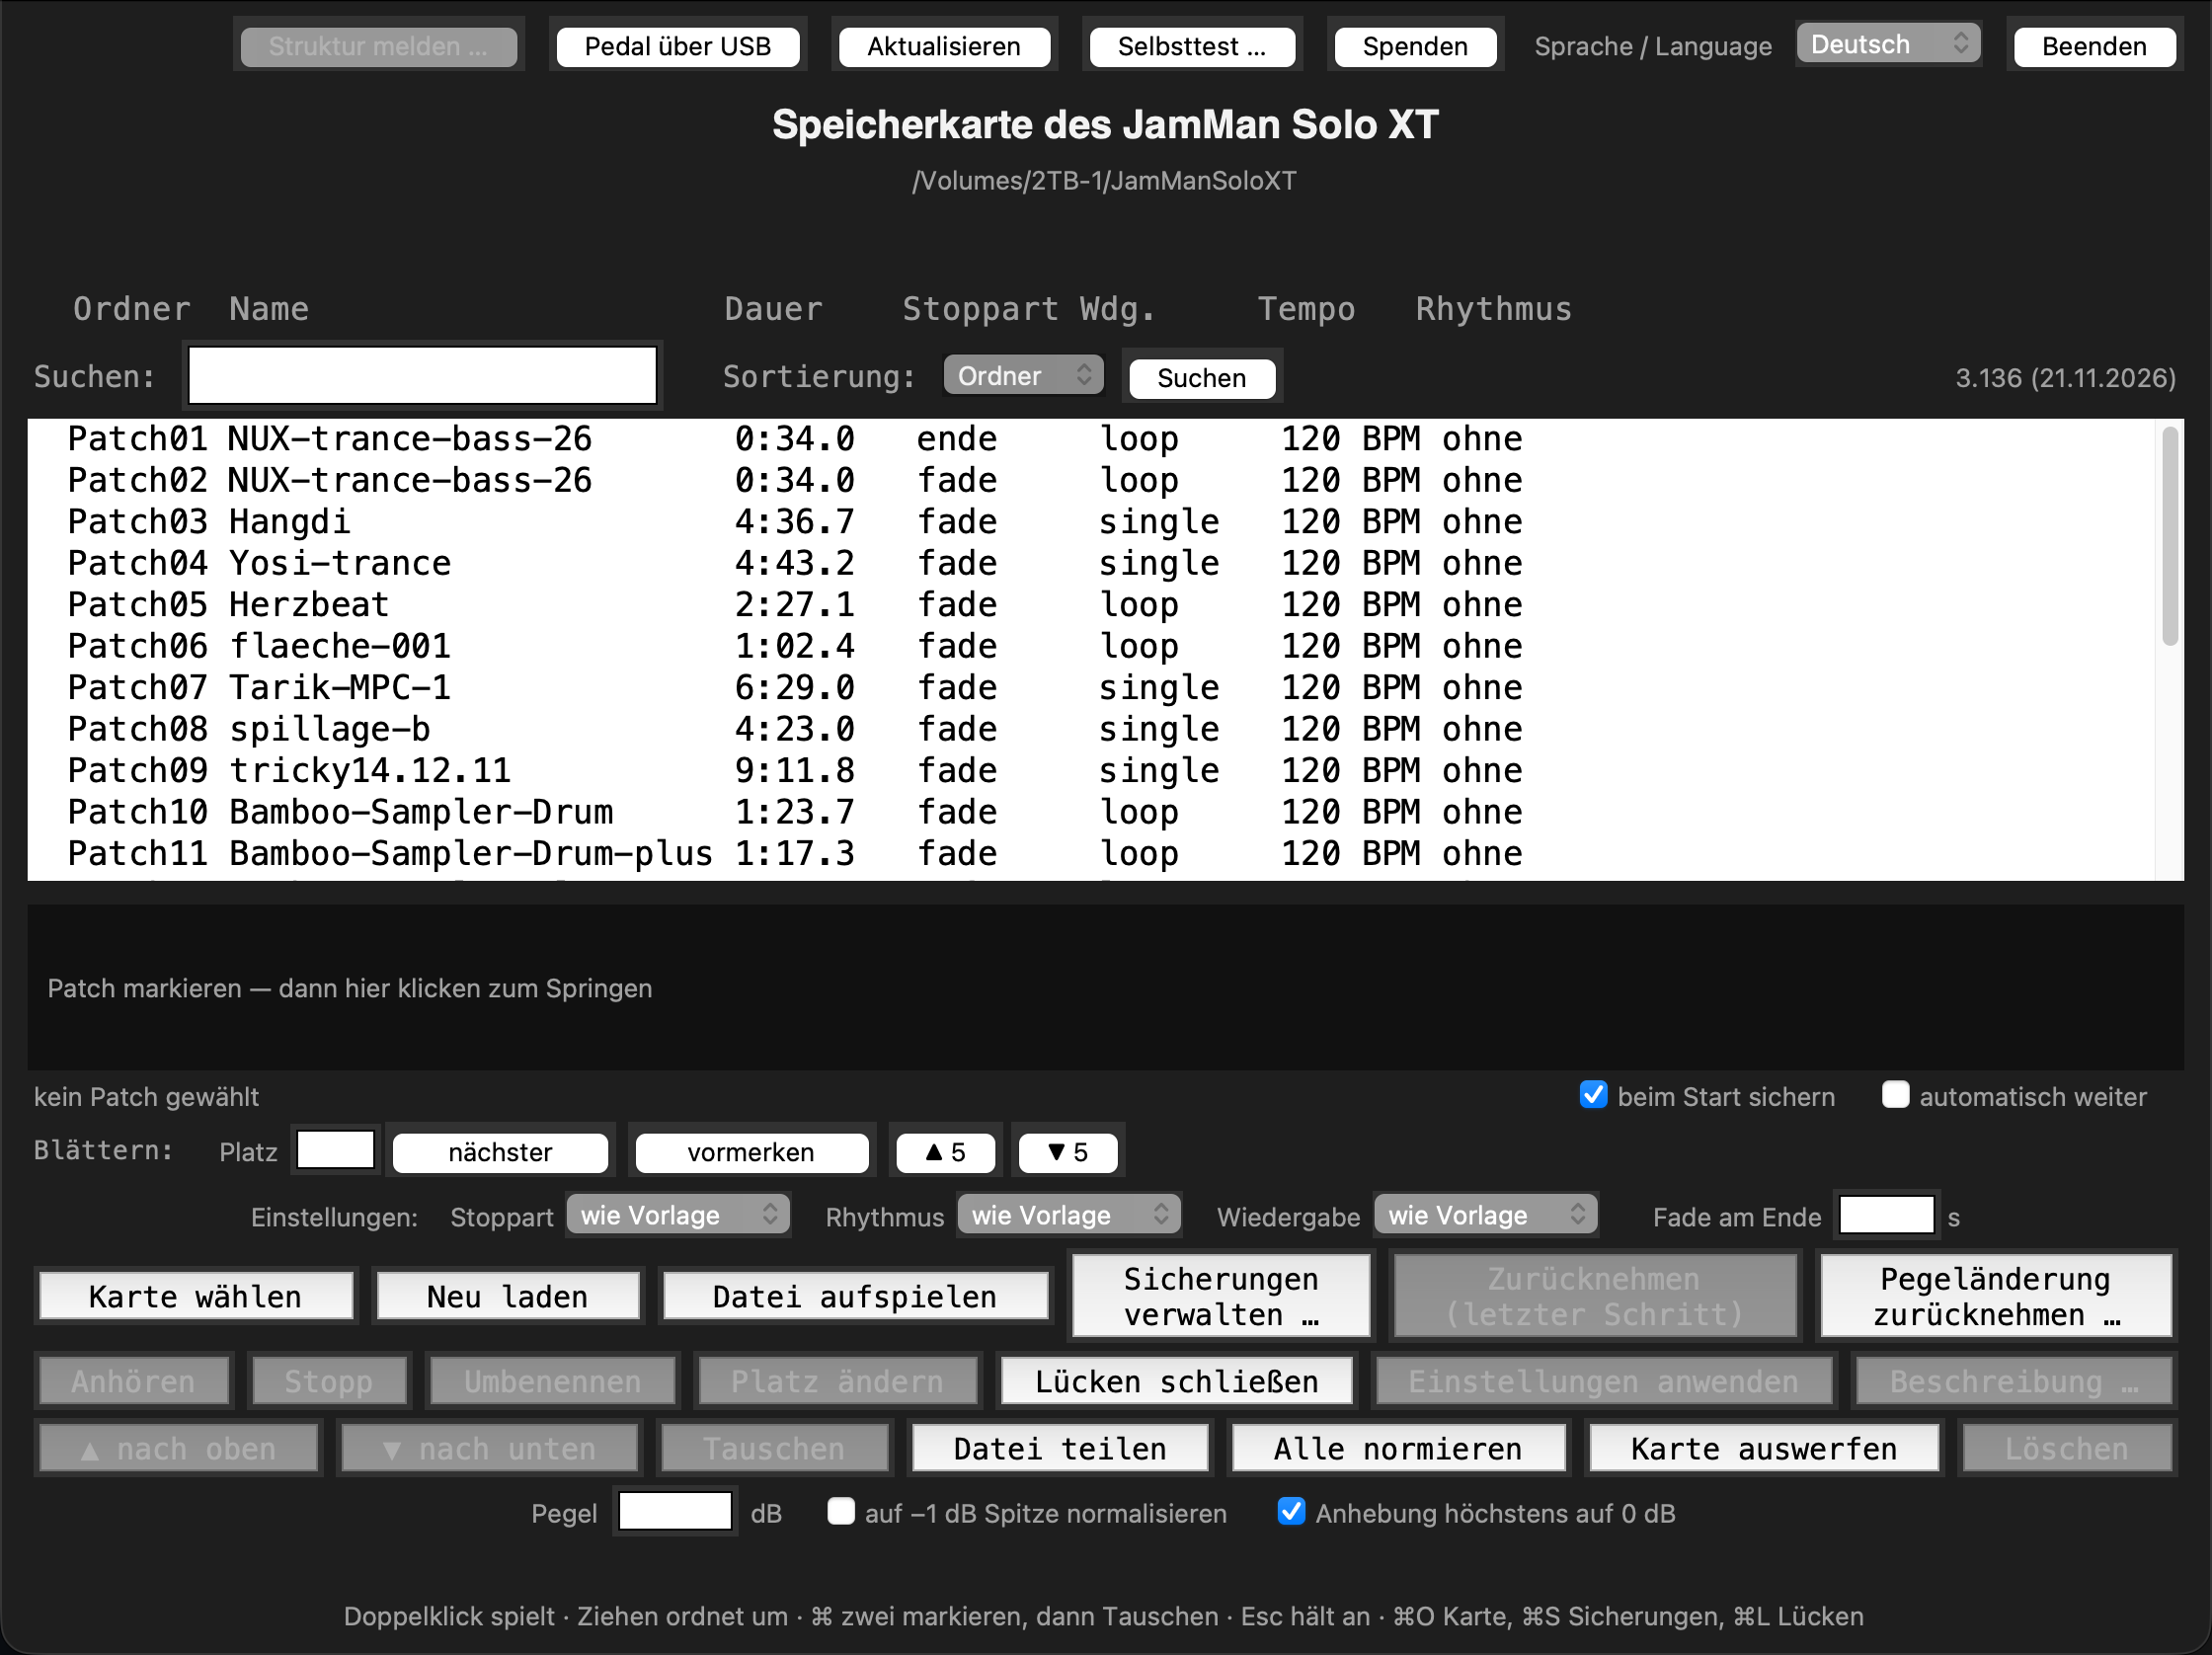 Struktur melden ... Pedal über USB Aktualisieren Selbsttest ... Spenden Sprache / Language Deutsch Beenden
Speicherkarte des JamMan Solo XT
/Volumes/2TB-1/JamManSoloXT
Ordner Name Dauer Stoppart Wdg. Tempo Rhythmus
Suchen: Sortierung: Ordner Suchen 3.136 (21.11.2026)
Patch01 NUX-trance-bass-26 0:34.0 ende loop 120 BPM ohne
Patch02 NUX-trance-bass-26 0:34.0 fade loop 120 BPM ohne
Patch03 Hangdi 4:36.7 fade single 120 BPM ohne
Patch04 Yosi-trance 4:43.2 fade single 120 BPM ohne
Patch05 Herzbeat 2:27.1 fade loop 120 BPM ohne
Patch06 flaeche-001 1:02.4 fade loop 120 BPM ohne
Patch07 Tarik-MPC-1 6:29.0 fade single 120 BPM ohne
Patch08 spillage-b 4:23.0 fade single 120 BPM ohne
Patch09 tricky14.12.11 9:11.8 fade single 120 BPM ohne
Patch10 Bamboo-Sampler-Drum 1:23.7 fade loop 120 BPM ohne
Patch11 Bamboo-Sampler-Drum-plus 1:17.3 fade loop 120 BPM ohne
Patch markieren — dann hier klicken zum Springen
kein Patch gewählt beim Start sichern automatisch weiter
Blättern: Platz nächster vormerken ▲ 5 ▼ 5
Einstellungen: Stoppart wie Vorlage Rhythmus wie Vorlage Wiedergabe wie Vorlage Fade am Ende s
Karte wählen Neu laden Datei aufspielen Sicherungen verwalten … Zurücknehmen (letzter Schritt) Pegeländerung zurücknehmen …
Anhören Stopp Umbenennen Platz ändern Lücken schließen Einstellungen anwenden Beschreibung …
▲ nach oben ▼ nach unten Tauschen Datei teilen Alle normieren Karte auswerfen Löschen
Pegel dB auf −1 dB Spitze normalisieren Anhebung höchstens auf 0 dB
Doppelklick spielt · Ziehen ordnet um · ⌘ zwei markieren, dann Tauschen · Esc hält an · ⌘O Karte, ⌘S Sicherungen, ⌘L Lücken